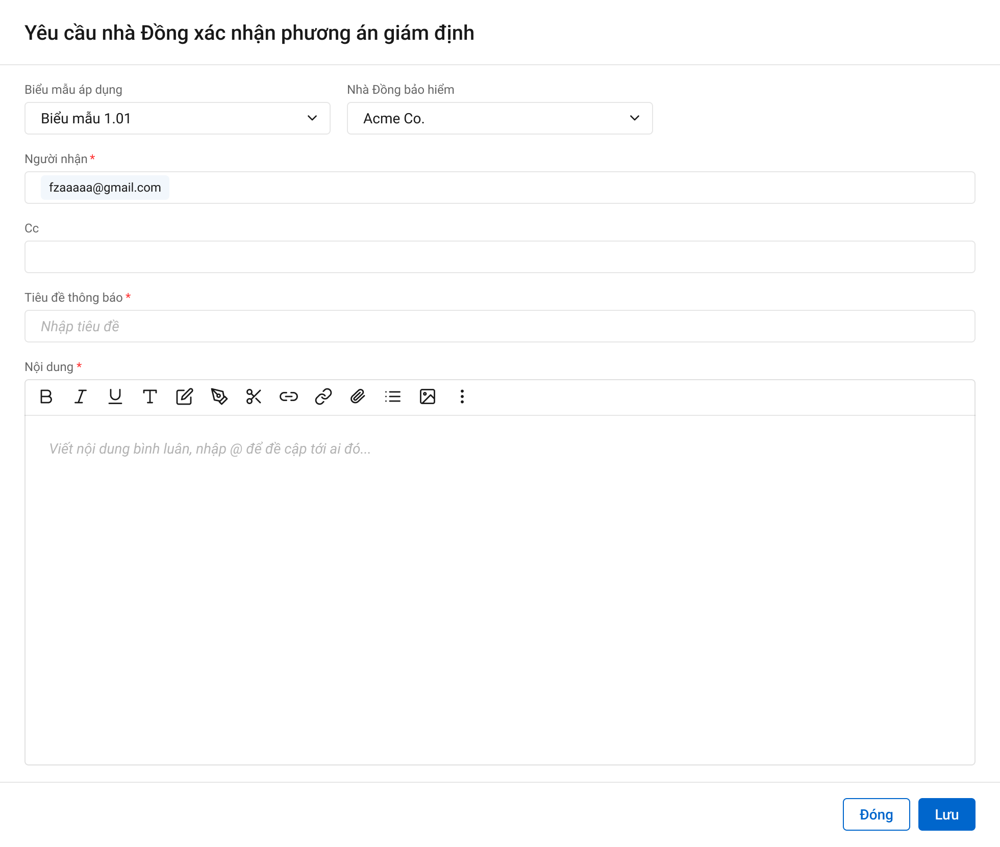 Yêu cầu nhà Đồng xác nhận phương án giám định
Biểu mẫu áp dụng
Nhà Đồng bảo hiểm
Biểu mẫu 1.01
Acme Co.
Người nhận *
fzaaaaa@gmail.com
Cc
Tiêu đề thông báo *
Nhập tiêu đề
Nội dung *
Viết nội dung bình luân, nhập @ để đề cập tới ai đó...
Đóng
Lưu